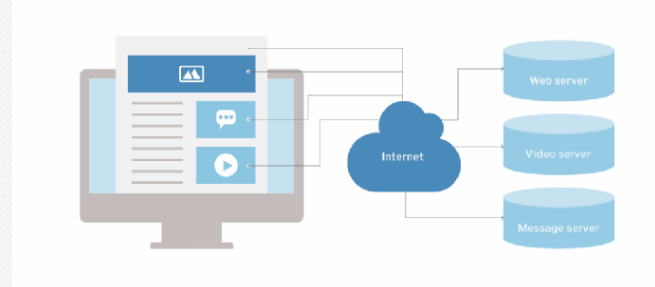 Web server
Internet
Video server
Message server